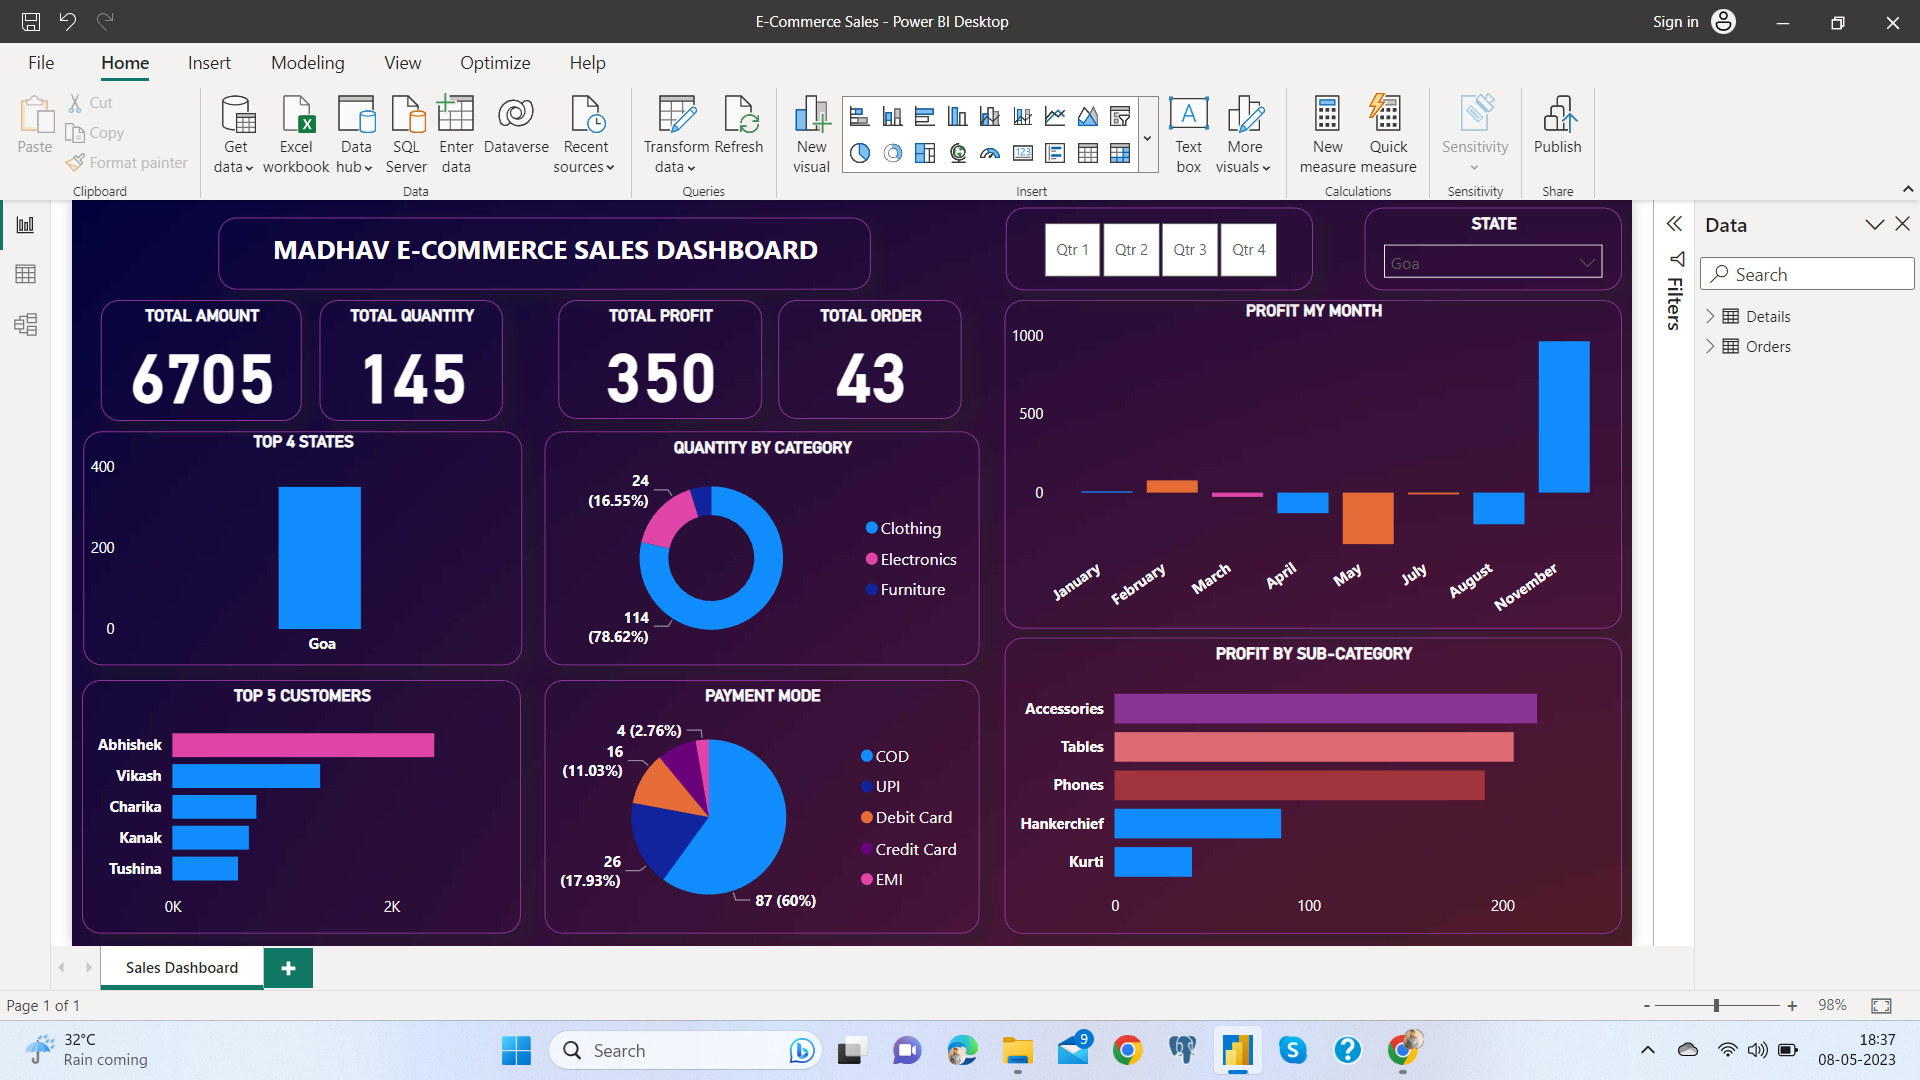 E-Commerce Sales - Power BI Desktop
Sign in
File
Home
Insert
Modeling
View
Optimize
Help
Paste
Cut
Copy
Format painter
Clipboard
Get data
Excel workbook
Data hub
SQL Server
Enter data
Dataverse
Recent sources
Data
Transform data
Refresh
Queries
New visual
123
Insert
A
Text box
More visuals
New measure
Quick measure
Calculations
Sensitivity
Sensitivity
Publish
Share
MADHAV E-COMMERCE SALES DASHBOARD
Qtr 1
Qtr 2
Qtr 3
Qtr 4
STATE
Goa
TOTAL AMOUNT
6705
TOTAL QUANTITY
145
TOTAL PROFIT
350
TOTAL ORDER
43
TOP 4 STATES
400
200
0
Goa
QUANTITY BY CATEGORY
24
(16.55%)
114
(78.62%)
Clothing
Electronics
Furniture
PROFIT MY MONTH
1000
500
0
January
February
March
April
May
July
August
November
TOP 5 CUSTOMERS
Abhishek
Vikash
Charika
Kanak
Tushina
0K
2K
PAYMENT MODE
4 (2.76%)
16
(11.03%)
26
(17.93%)
87 (60%)
COD
UPI
Debit Card
Credit Card
EMI
PROFIT BY SUB-CATEGORY
Accessories
Tables
Phones
Hankerchief
Kurti
0
100
200
Filters
Data
Search
Details
Orders
Sales Dashboard
Page 1 of 1
98%
32°C
Rain coming
Search
9
18:37
08-05-2023